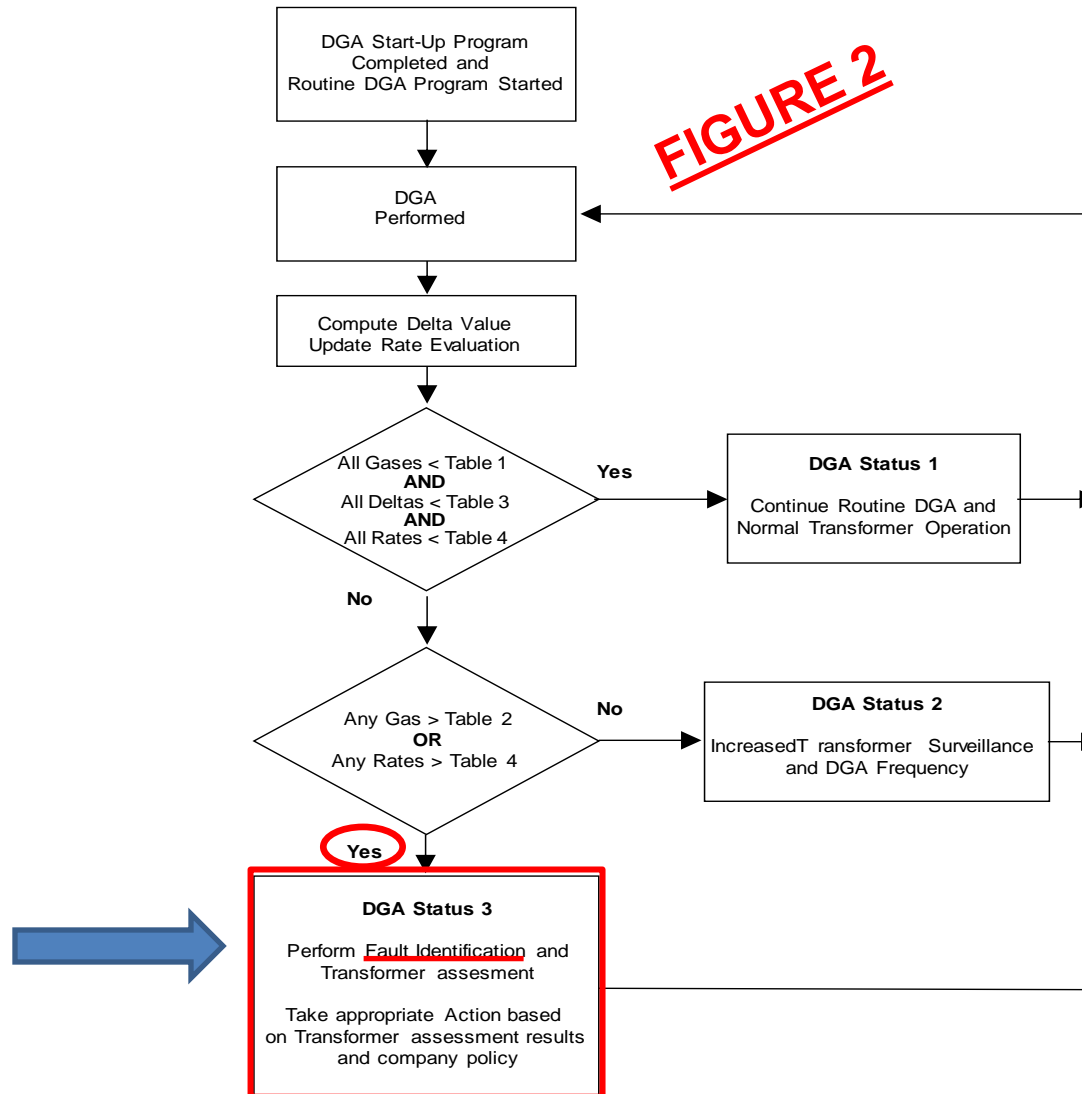 DGA Start-Up Program
Completed and
Routine DGA Program Started
FIGURE 2
DGA
Performed
Compute Delta Value
Update Rate Evaluation
All Gases < Table 1
AND
All Deltas < Table 3
AND
All Rates < Table 4
Yes
DGA Status 1
Continue Routine DGA and
Normal Transformer Operation
No
Any Gas > Table 2
OR
Any Rates > Table 4
No
DGA Status 2
IncreasedT ransformer Surveillance
and DGA Frequency
Yes
DGA Status 3
Perform Fault Identification and
Transformer assesment
Take appropriate Action based
on Transformer assessment results
and company policy